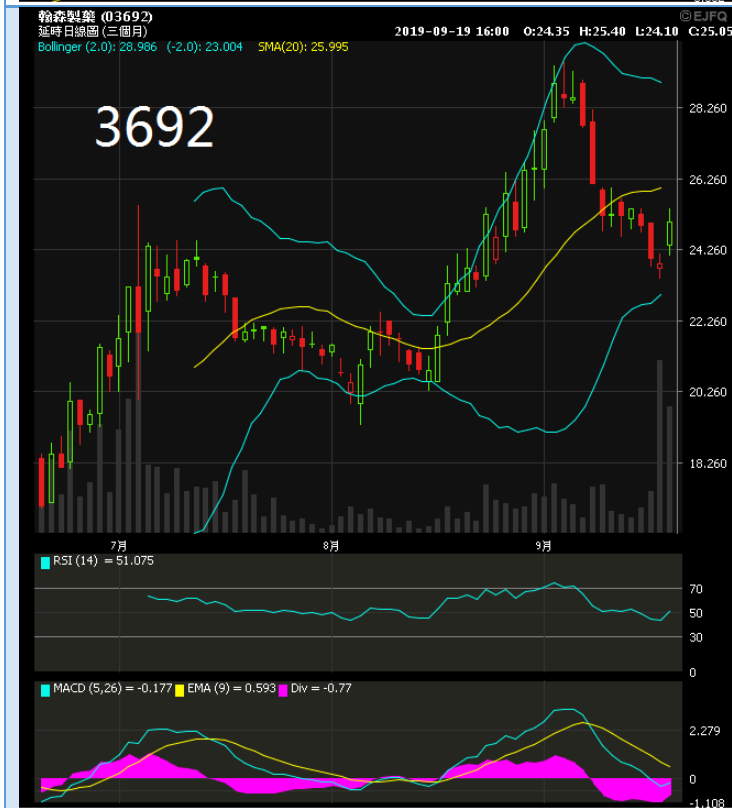 翰森製藥 (03692)
©EJFQ
延時日線圖 (三個月)
2019-09-19 16:00 O:24.35 H:25.40 L:24.10 C:25.05
Bollinger (2.0): 28.986 (-2.0): 23.004 SMA(20): 25.995
3692
28.260
26.260
24.260
22.260
20.260
18.260
7月 8月 9月
RSI (14) = 51.075
70
50
30
0
MACD (5,26) = -0.177 EMA (9) = 0.593 Div = -0.77
2.279
0
-1.108